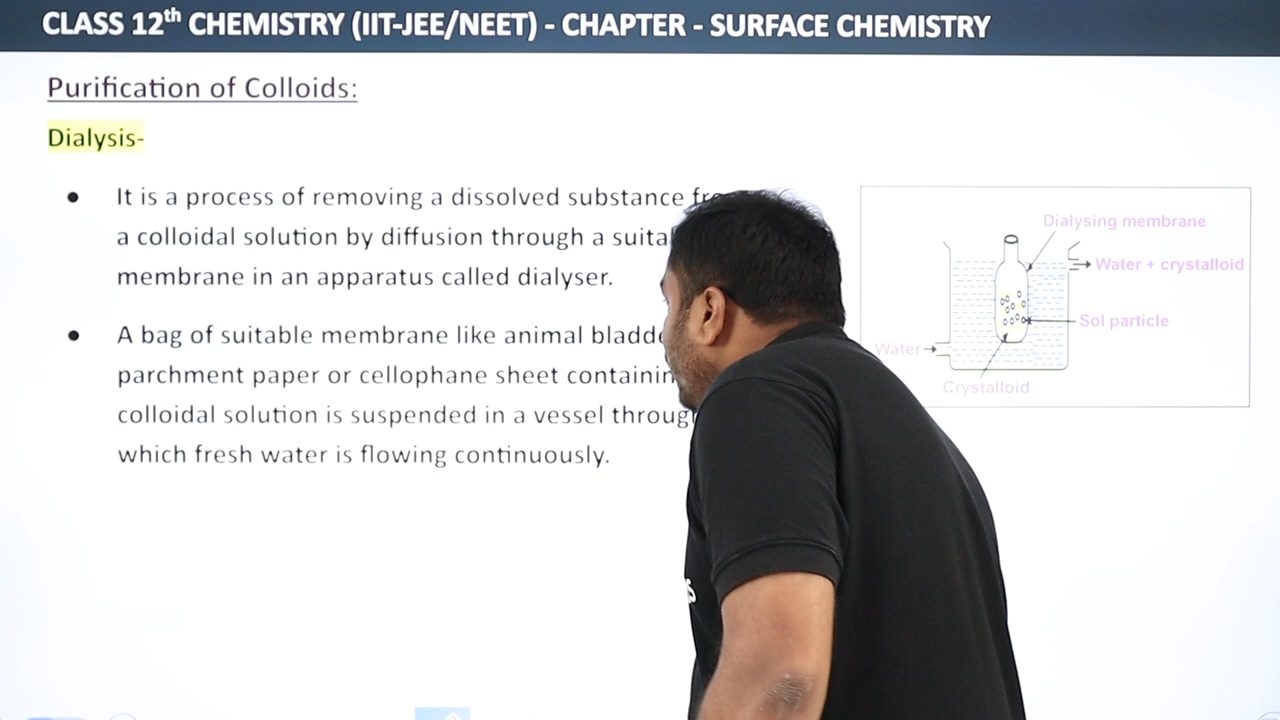 CLASS 12th CHEMISTRY (IIT-JEE/NEET) - CHAPTER - SURFACE CHEMISTRY
Purification of Colloids:
Dialysis-
● It is a process of removing a dissolved substance
a colloidal solution by diffusion through a
membrane in an apparatus called dialyser.
● A bag of suitable membrane like animal
parchment paper or cellophane sheet
colloidal solution is suspended in a vessel
which fresh water is flowing continuously.
Dialysing membrane
Water + crystalloid
Sol particle
Water
Crystalloid